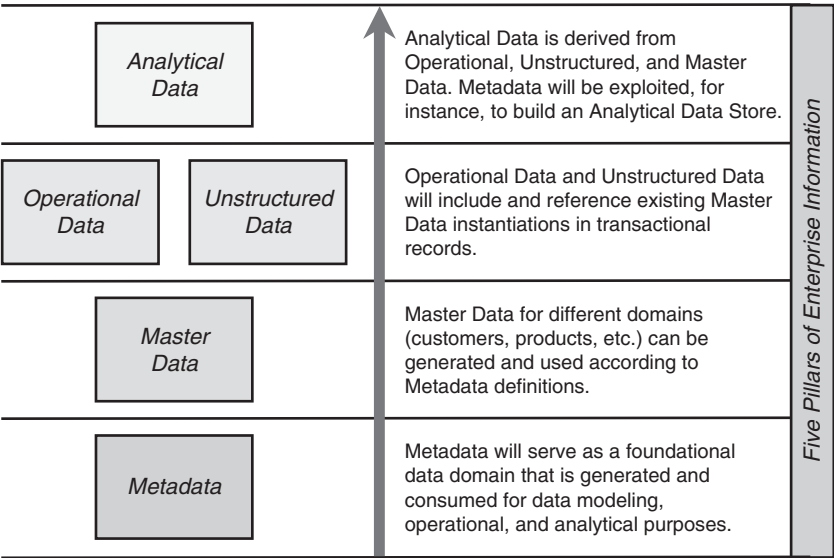 Analytical
Data
Analytical Data is derived from
Operational, Unstructured, and Master
Data. Metadata will be exploited, for
instance, to build an Analytical Data Store.
Operational
Data
Unstructured
Data
Operational Data and Unstructured Data
will include and reference existing Master
Data instantiations in transactional
records.
Master
Data
Master Data for different domains
(customers, products, etc.) can be
generated and used according to
Metadata definitions.
Metadata
Metadata will serve as a foundational
data domain that is generated and
consumed for data modeling,
operational, and analytical purposes.
Five Pillars of Enterprise Information